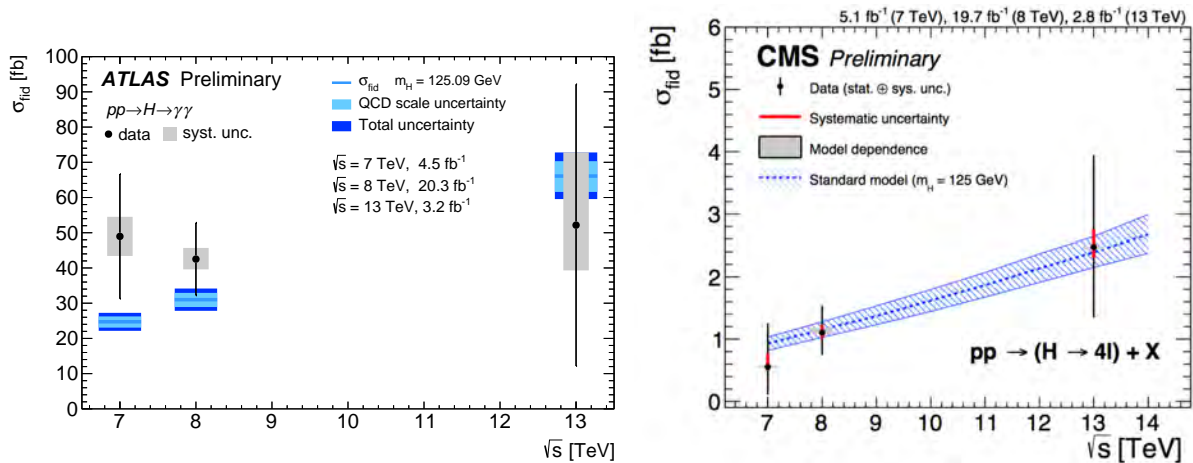 ATLAS Preliminary
pp→H→γγ
data
syst. unc.
σfid mH = 125.09 GeV
QCD scale uncertainty
Total uncertainty
√s = 7 TeV, 4.5 fb-1
√s = 8 TeV, 20.3 fb-1
√s = 13 TeV, 3.2 fb-1
σfid [fb]
100
90
80
70
60
50
40
30
20
10
0
7 8 9 10 11 12 13
√s [TeV]
5.1 fb-1 (7 TeV), 19.7 fb-1 (8 TeV), 2.8 fb-1 (13 TeV)
CMS Preliminary
Data (stat. ⊕ sys. unc.)
Systematic uncertainty
Model dependence
Standard model (mH = 125 GeV)
pp → (H → 4l) + X
σfid [fb]
6
5
4
3
2
1
0
7 8 9 10 11 12 13 14
√s [TeV]